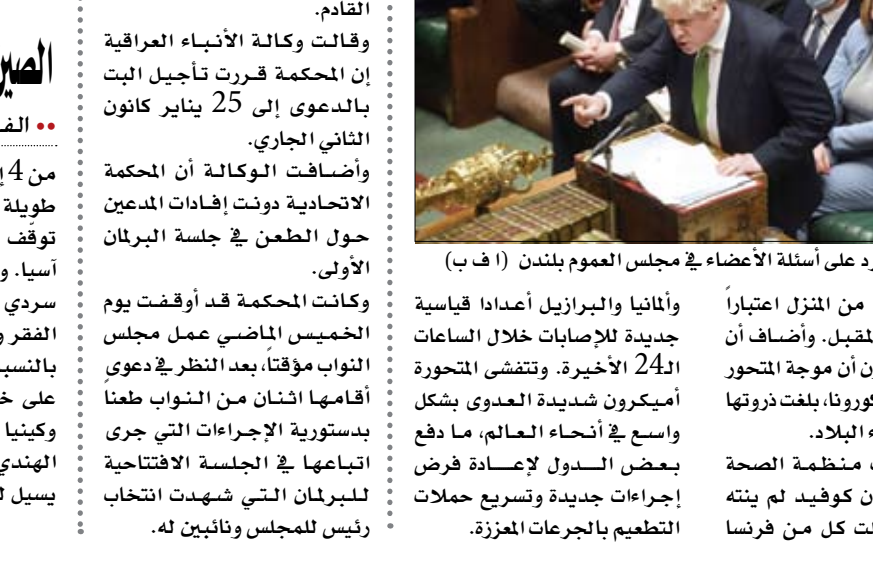 رد على أسئلة الأعضاء في مجلس العموم بلندن (ا ف ب)
من المنزل اعتباراً
لمقبل. وأضاف أن
ون أن موجة المتحور
كورونا، بلغت ذروتها
ء البلاد.
منظمة الصحة
ن كوفيد لم ينته
لت كل من فرنسا
وألمانيا والبرازيل أعدادا قياسية
جديدة للإصابات خلال الساعات
الـ24 الأخيرة. وتتفشى المتحورة
أميكرون شديدة العدوى بشكل
واسع في أنحاء العالم، ما دفع
بعض الدول لإعادة فرض
إجراءات جديدة وتسريع حملات
التطعيم بالجرعات المعززة.
القادم.
وقالت وكالة الأنباء العراقية
إن المحكمة قررت تأجيل البت
بالدعوى إلى 25 يناير كانون
الثاني الجاري.
وأضافت الوكالة أن المحكمة
الاتحادية دونت إفادات المدعين
حول الطعن في جلسة البرلمان
الأولى.
وكانت المحكمة قد أوقفت يوم
الخميس الماضي عمل مجلس
النواب مؤقتاً، بعد النظر في دعوى
أقامها اثنان من النواب طعناً
بدستورية الإجراءات التي جرى
اتباعها في الجلسة الافتتاحية
للبرلمان التي شهدت انتخاب
رئيس للمجلس ونائبين له.
الصير
•• الفـ
من 4 إ
طويلة
توقّف
آسيا. و
سردي
الفقر و
بالنسبـ
على خـ
وكينيا
الهندي
يسيل لـ